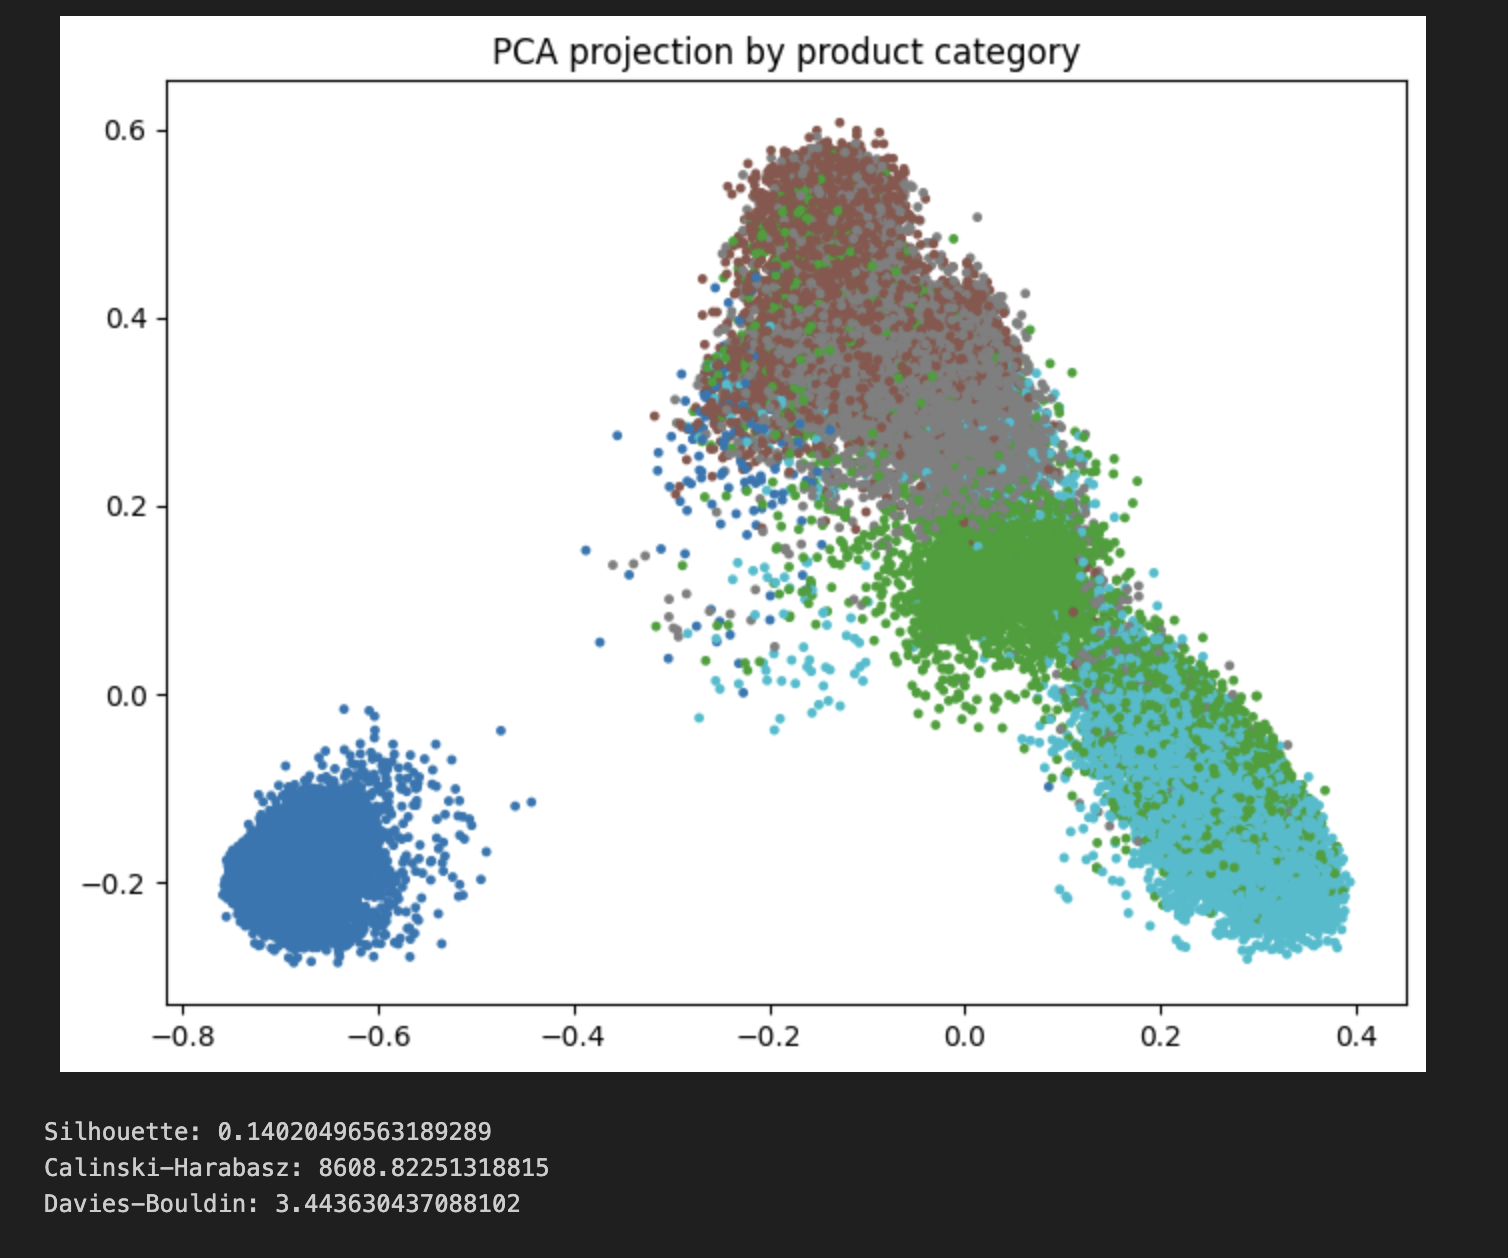 PCA projection by product category
0.6
0.4
0.2
0.0
−0.2
−0.8 −0.6 −0.4 −0.2 0.0 0.2 0.4
Silhouette: 0.14020496563189289
Calinski-Harabasz: 8608.82251318815
Davies-Bouldin: 3.443630437088102